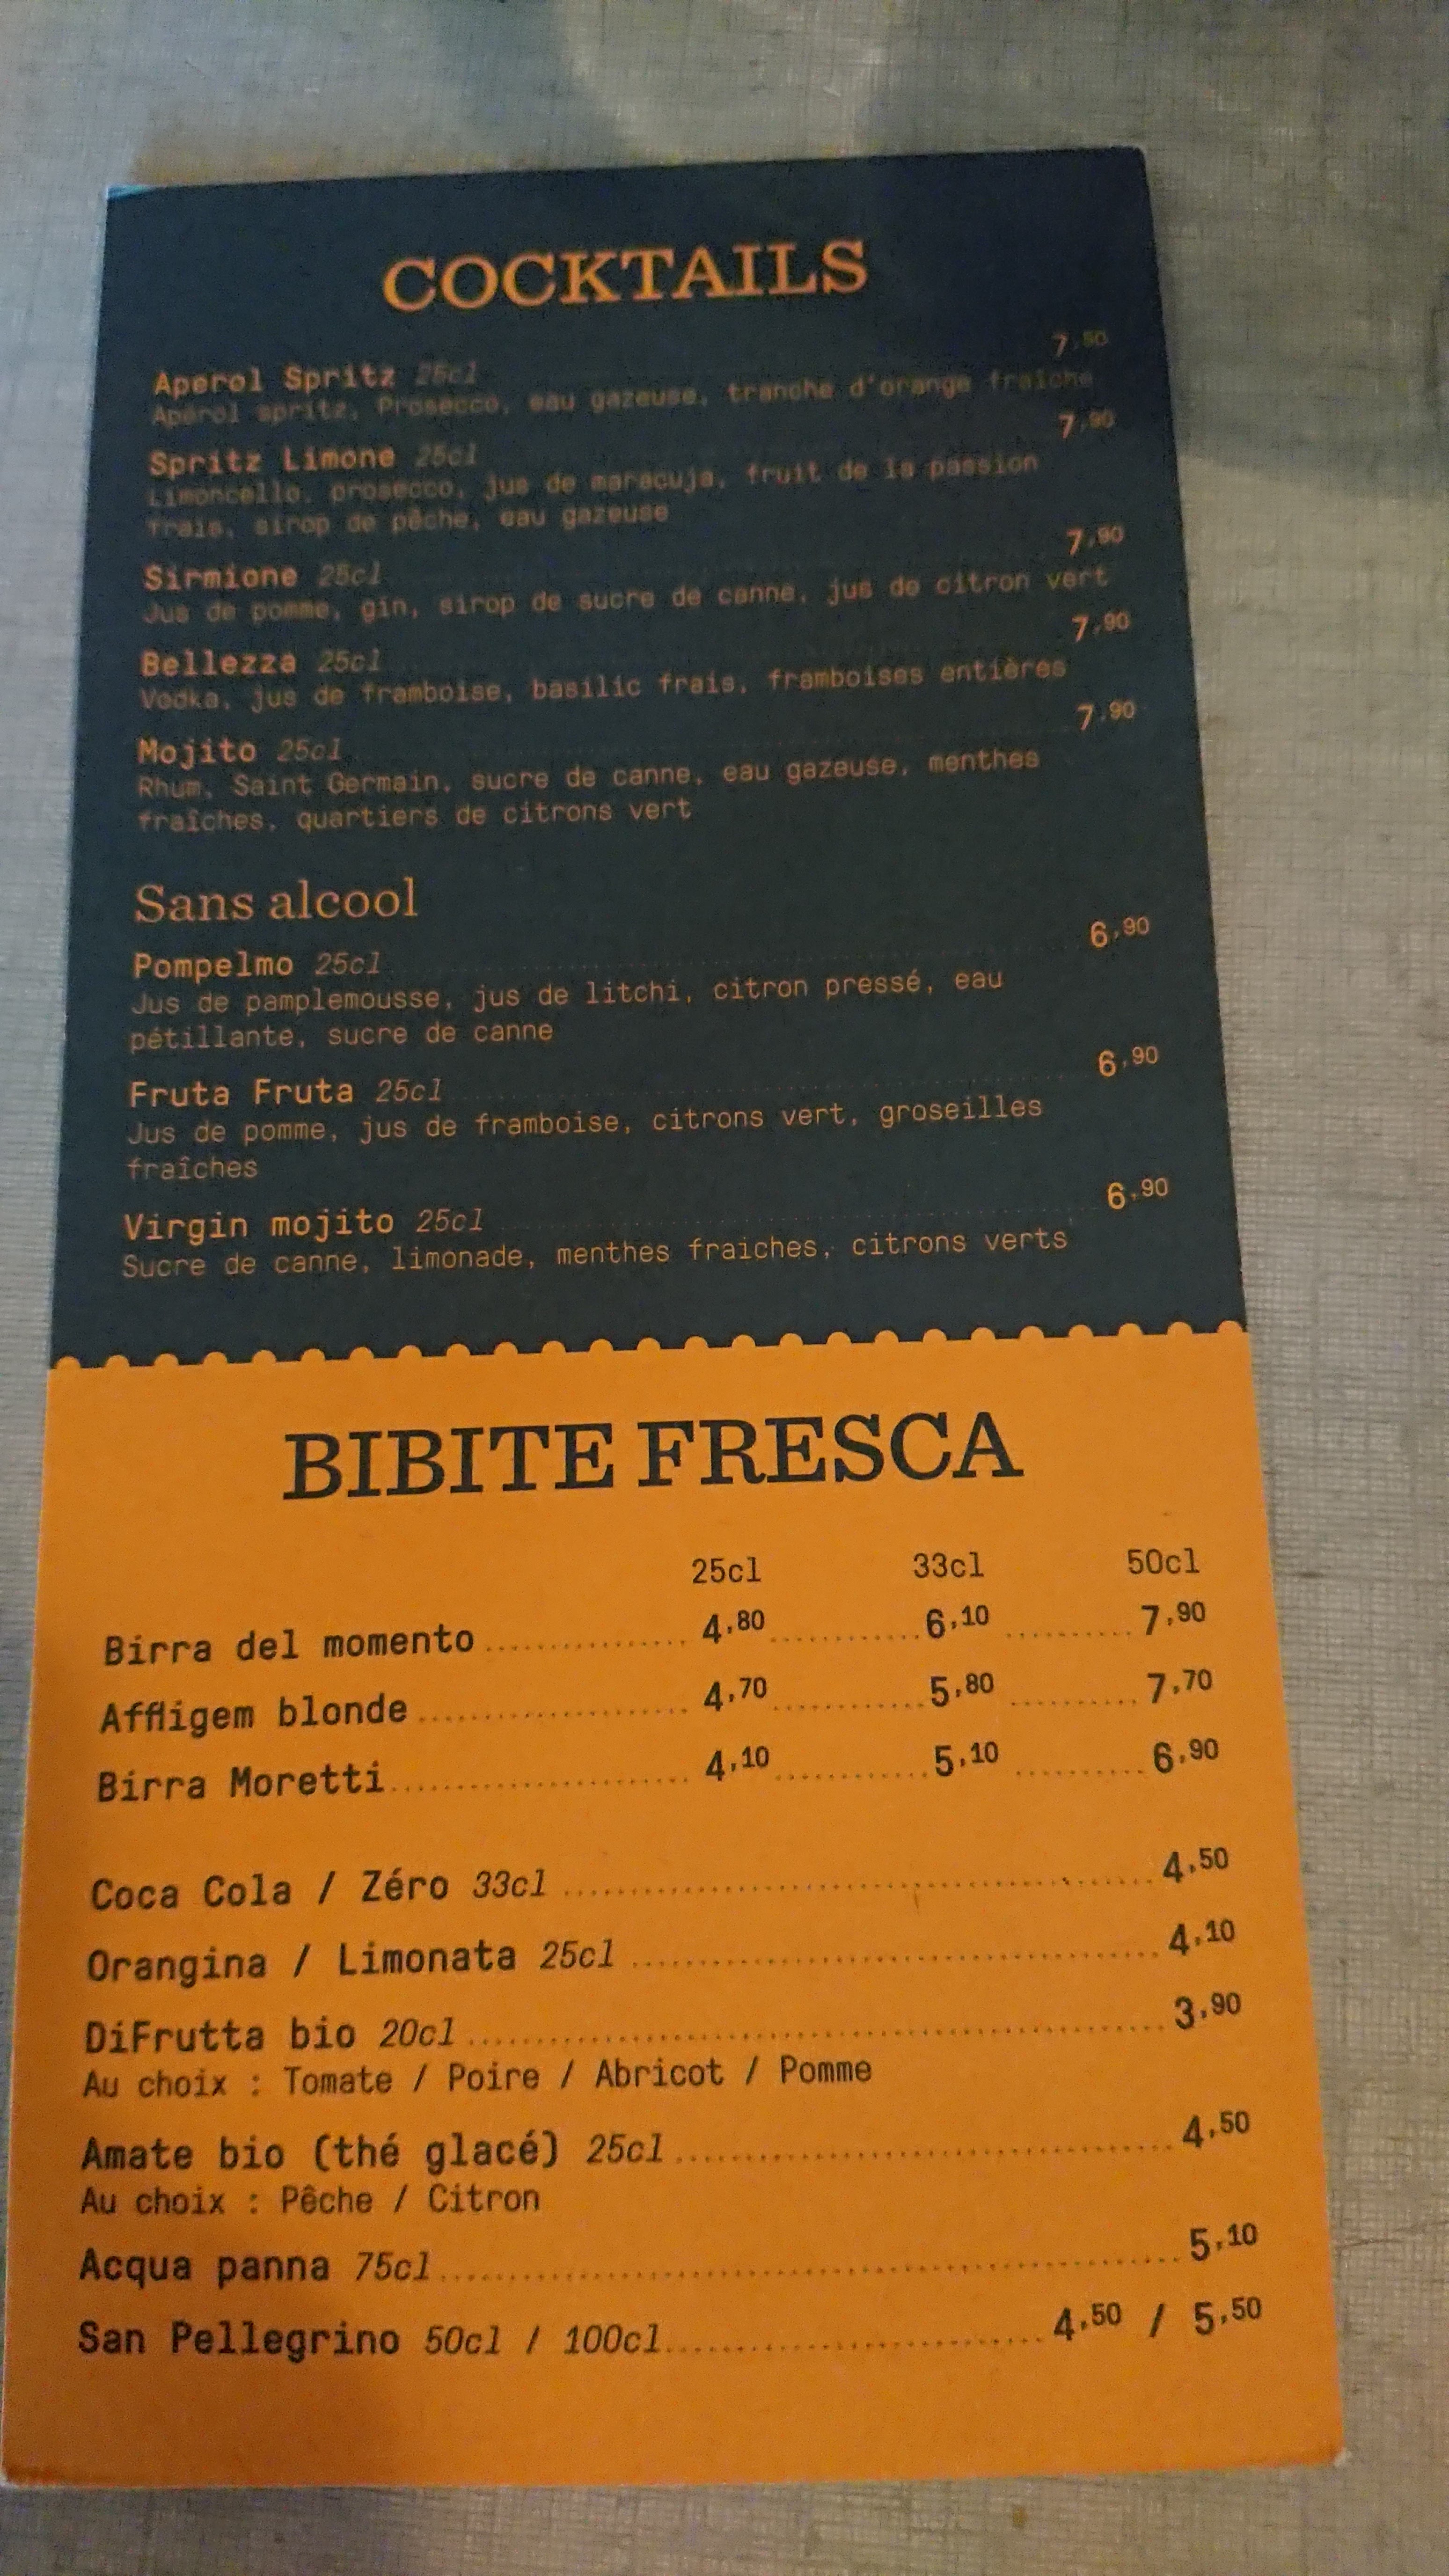 COCKTAILS
Aperol Spritz 25cl 7,50
Apérol spritz, Prosecco, eau gazeuse, tranche d'orange fraîche
Spritz Limone 25cl 7,90
Limoncello, prosecco, jus de maracuja, fruit de la passion
frais, sirop de pêche, eau gazeuse
Sirmione 25cl 7,90
Jus de pomme, gin, sirop de sucre de canne, jus de citron vert
Bellezza 25cl 7,90
Vodka, jus de framboise, basilic frais, framboises entières
Mojito 25cl 7,90
Rhum, Saint Germain, sucre de canne, eau gazeuse, menthes
fraîches, quartiers de citrons vert
Sans alcool
Pompelmo 25cl 6,90
Jus de pamplemousse, jus de litchi, citron pressé, eau
pétillante, sucre de canne
Fruta Fruta 25cl 6,90
Jus de pomme, jus de framboise, citrons vert, groseilles
fraîches
Virgin mojito 25cl 6,90
Sucre de canne, limonade, menthes fraiches, citrons verts
BIBITE FRESCA
25cl 33cl 50cl
Birra del momento 4,80 6,10 7,90
Affligem blonde 4,70 5,80 7,70
Birra Moretti 4,10 5,10 6,90
Coca Cola / Zéro 33cl 4,50
Orangina / Limonata 25cl 4,10
DiFrutta bio 20cl 3,90
Au choix : Tomate / Poire / Abricot / Pomme
Amate bio (thé glacé) 25cl 4,50
Au choix : Pêche / Citron
Acqua panna 75cl 5,10
San Pellegrino 50cl / 100cl 4,50 / 5,50